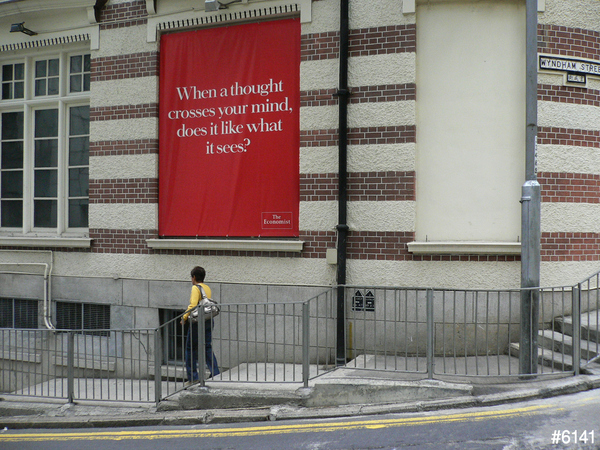 When a thought
crosses your mind,
does it like what
it sees?
The
Economist
WYNDHAM STREET
#6141